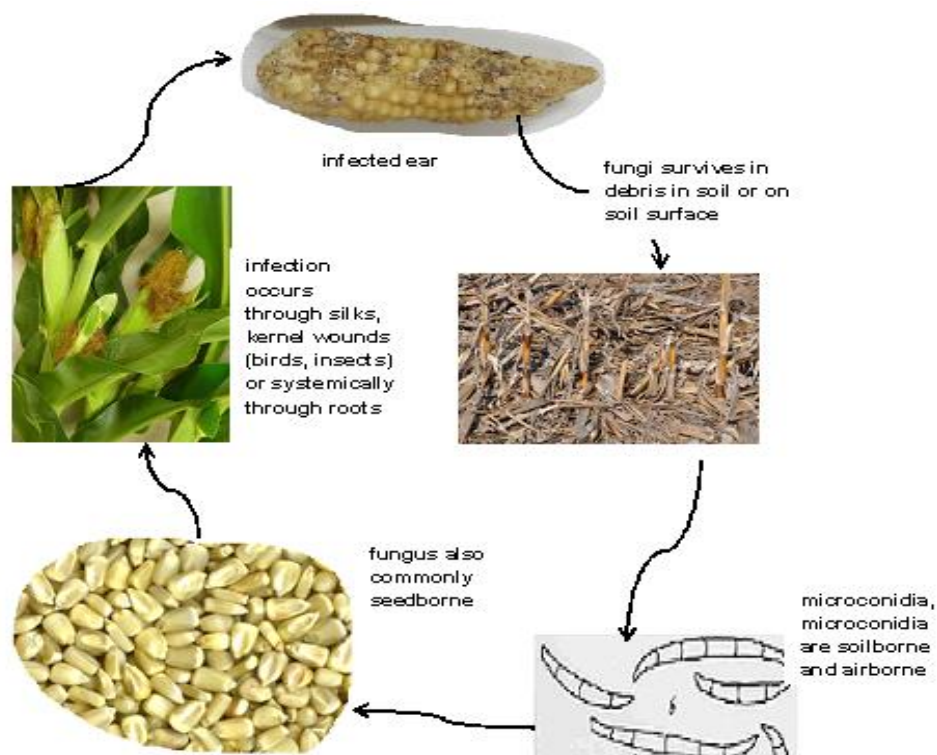 infected ear
fungi survives in
debris in soil or on
soil surface
infection
occurs
through silks,
kernel wounds
(birds, insects)
or systemically
through roots
fungus also
commonly
seedborne
microconidia,
microconidia
are soilborne
and airborne